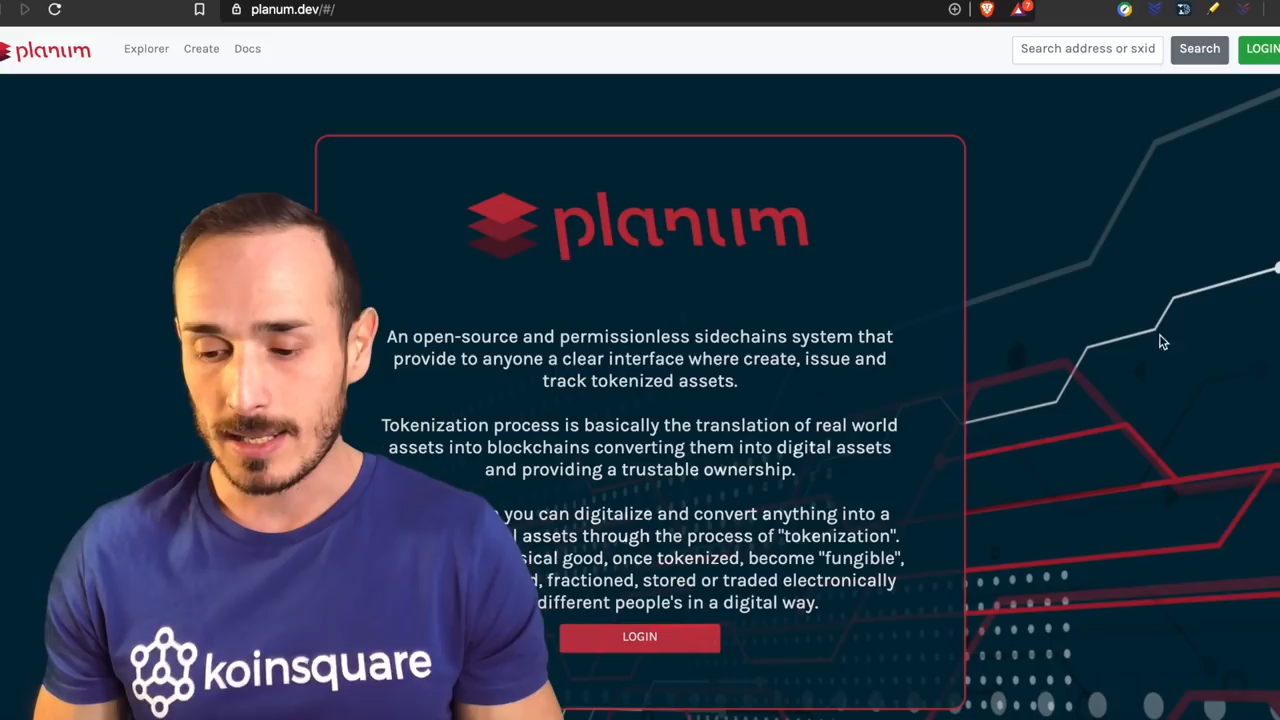 planum.dev/#/
7
planum
Explorer
Create
Docs
Search address or sxid
Search
LOGIN
planum
An open-source and permissionless sidechains system that
provide to anyone a clear interface where create, issue and
track tokenized assets.
Tokenization process is basically the translation of real world
assets into blockchains converting them into digital assets
and providing a trustable ownership.
you can digitalize and convert anything into a
assets through the process of "tokenization".
good, once tokenized, become "fungible",
fractioned, stored or traded electronically
different people's in a digital way.
LOGIN
koinsquare